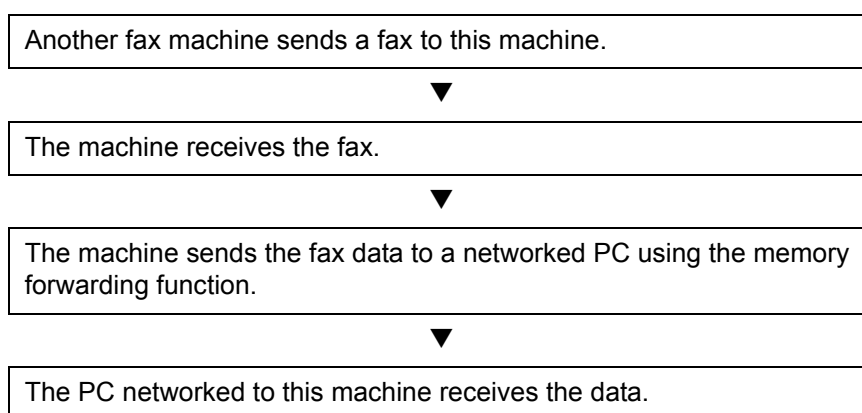 Another fax machine sends a fax to this machine.
▼
The machine receives the fax.
▼
The machine sends the fax data to a networked PC using the memory
forwarding function.
▼
The PC networked to this machine receives the data.